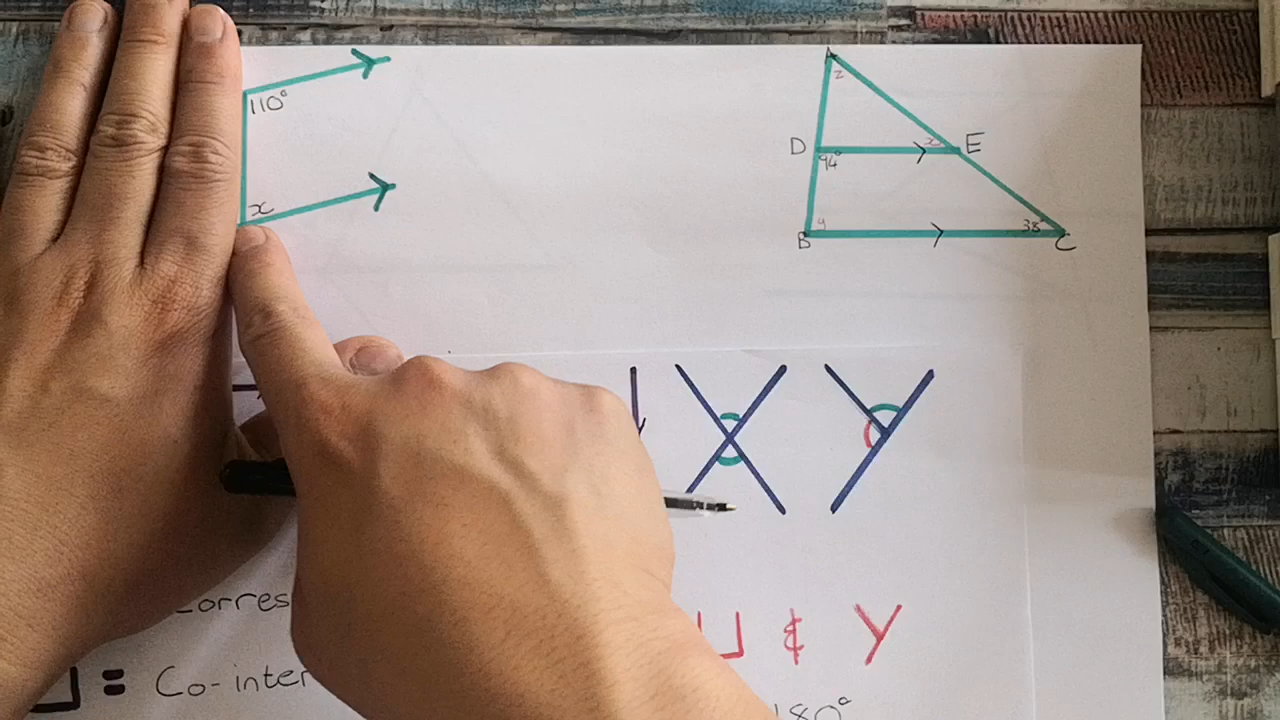 110°
x
A
z
D
94°
x
E
B
y
38°
C
Corres
⊔ & Y
⊐ = Co-inter
180°